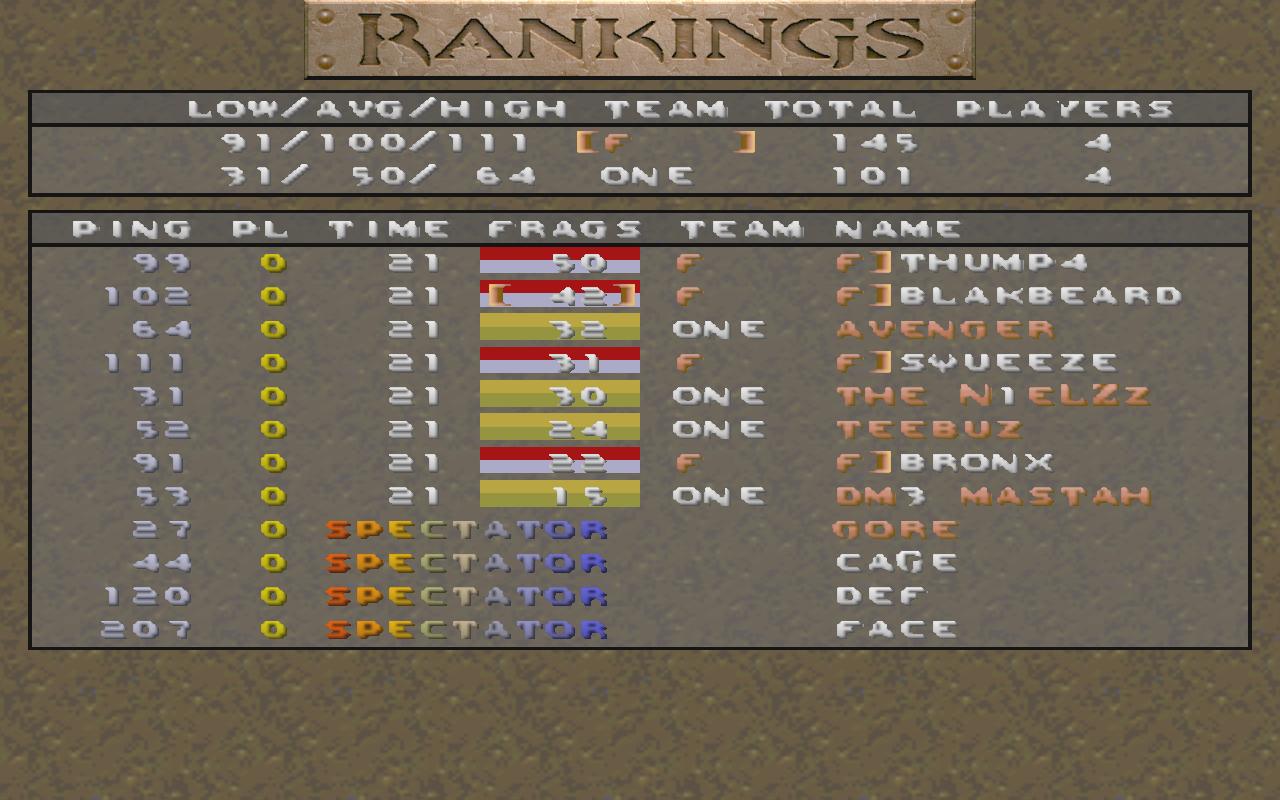 RANKINGS
LOW/AVG/HIGH TEAM TOTAL PLAYERS
91/100/111 [F ] 145 4
31/ 50/ 64 ONE 101 4
PING PL TIME FRAGS TEAM NAME
99 0 21 50 F F]THUMP4
102 0 21 [ 42] F F]BLAKBEARD
64 0 21 32 ONE AVENGER
111 0 21 31 F F]SQUEEZE
31 0 21 30 ONE THE N1ELZz
52 0 21 24 ONE TEEBUZ
91 0 21 22 F F]BRONX
53 0 21 15 ONE DM3 MASTAH
27 0 SPECTATOR GORE
44 0 SPECTATOR CAGE
120 0 SPECTATOR DEF
207 0 SPECTATOR FACE